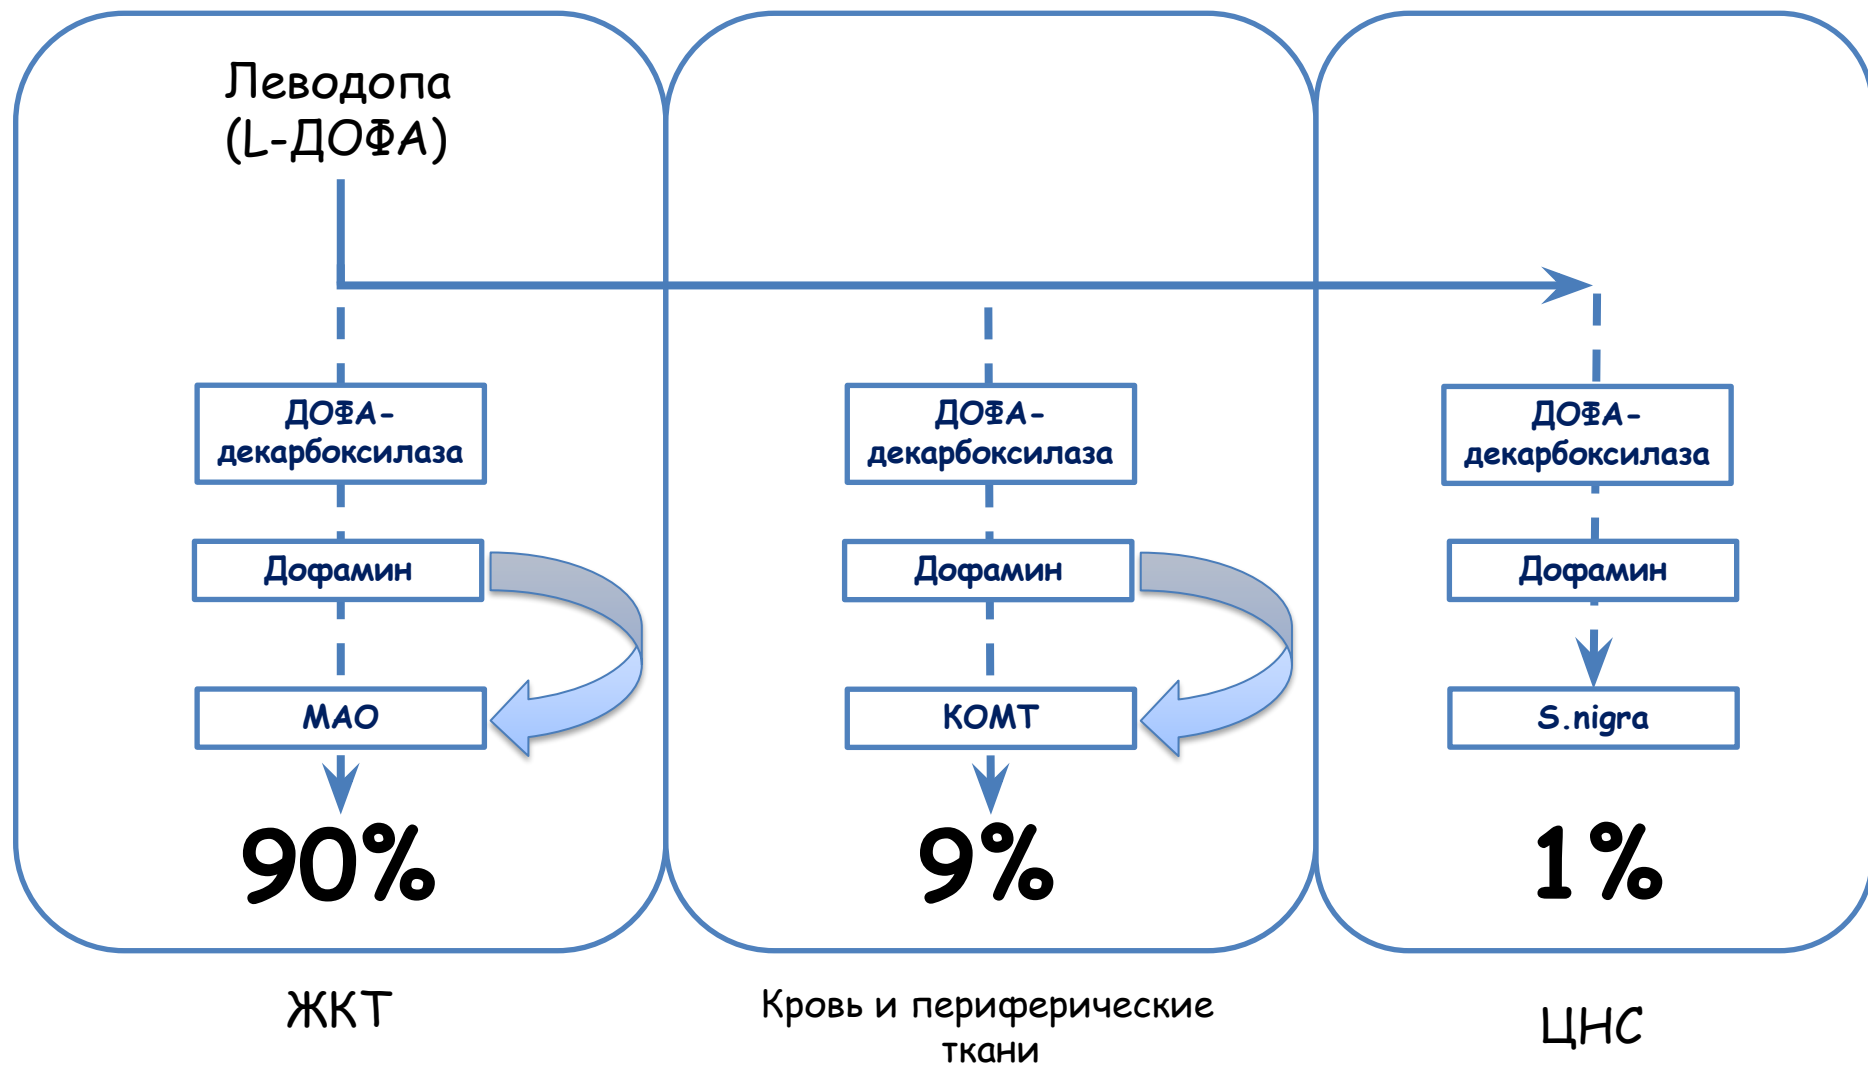 Леводопа
(L-ДОФА)
ДОФА-
декарбоксилаза
Дофамин
МАО
90%
ЖКТ
ДОФА-
декарбоксилаза
Дофамин
КОМТ
9%
Кровь и периферические
ткани
ДОФА-
декарбоксилаза
Дофамин
S.nigra
1%
ЦНС